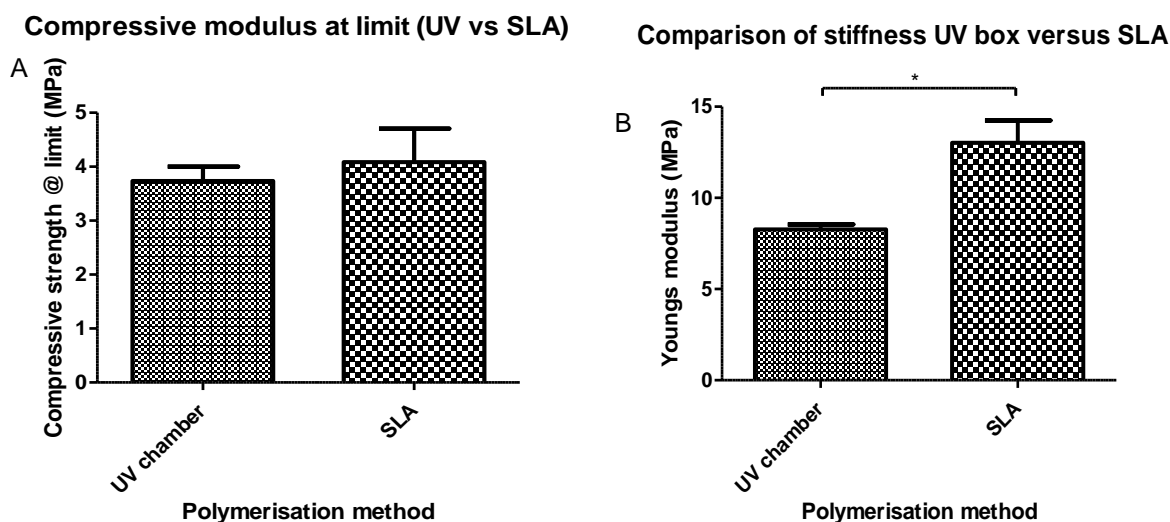 Compressive modulus at limit (UV vs SLA)
A
Compressive strength @ limit (MPa)
5
4
3
2
1
0
UV chamber
SLA
Polymerisation method
Comparison of stiffness UV box versus SLA
B
*
Youngs modulus (MPa)
15
10
5
0
UV chamber
SLA
Polymerisation method